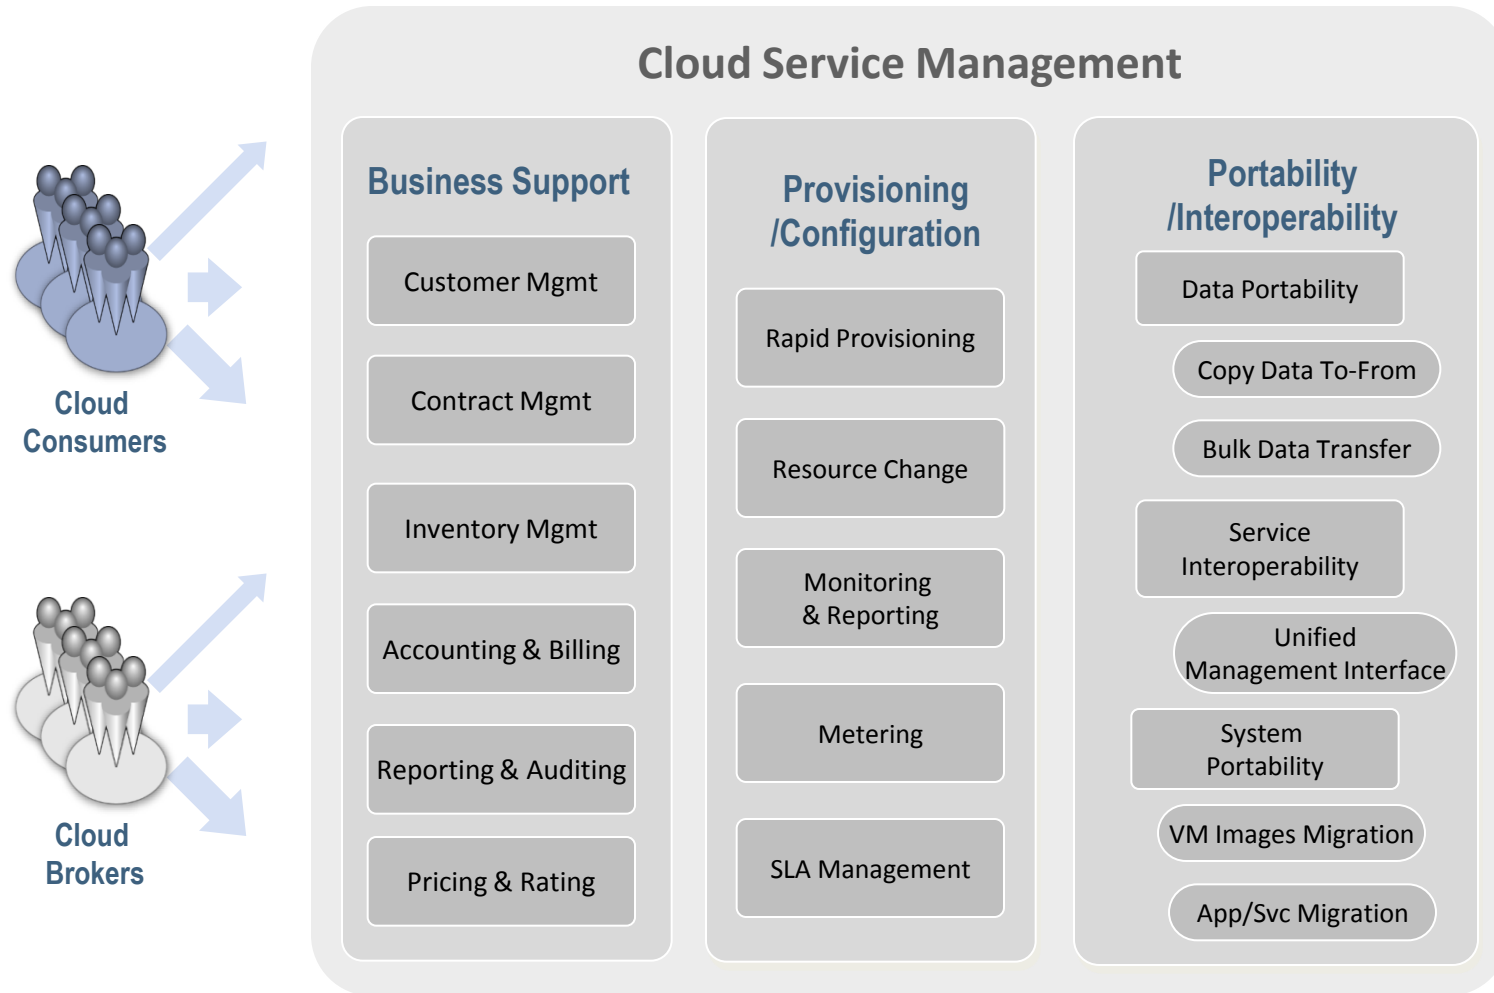 Cloud Service Management
Cloud
Consumers
Cloud
Brokers
Business Support
Customer Mgmt
Contract Mgmt
Inventory Mgmt
Accounting & Billing
Reporting & Auditing
Pricing & Rating
Provisioning
/Configuration
Rapid Provisioning
Resource Change
Monitoring
& Reporting
Metering
SLA Management
Portability
/Interoperability
Data Portability
Copy Data To-From
Bulk Data Transfer
Service
Interoperability
Unified
Management Interface
System
Portability
VM Images Migration
App/Svc Migration